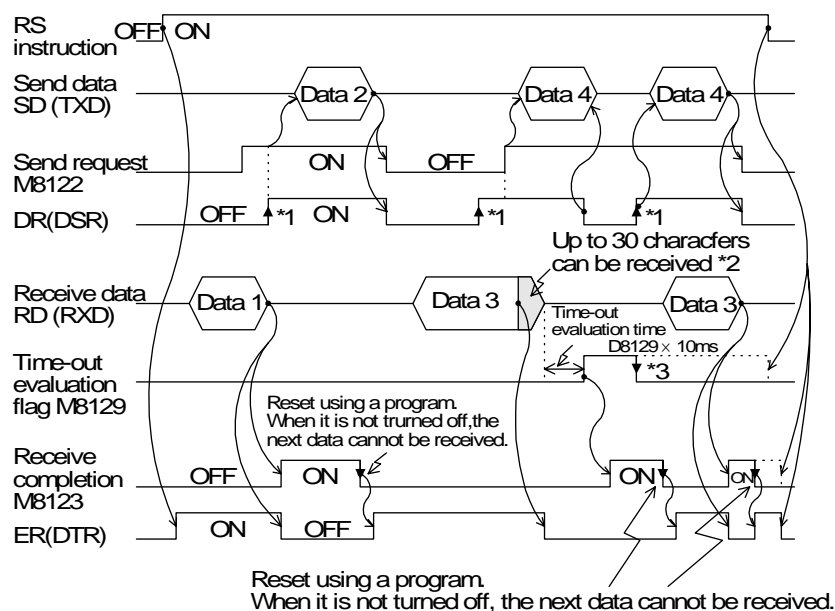 RS
instruction
OFF ON
Send data
SD (TXD)
Data 2
Data 4
Data 4
Send request
M8122
ON
OFF
DR(DSR)
OFF
*1
ON
*1
*1
Up to 30 characfers
can be received *2
Receive data
RD (RXD)
Data 1
Data 3
Data 3
Time-out
evaluation time
D8129 × 10ms
Time-out
evaluation
flag M8129
*3
Reset using a program.
When it is not trurned off,the
next data cannot be received.
Receive
completion
M8123
OFF
ON
ON
ON
ER(DTR)
ON
OFF
Reset using a program.
When it is not turned off, the next data cannot be received.